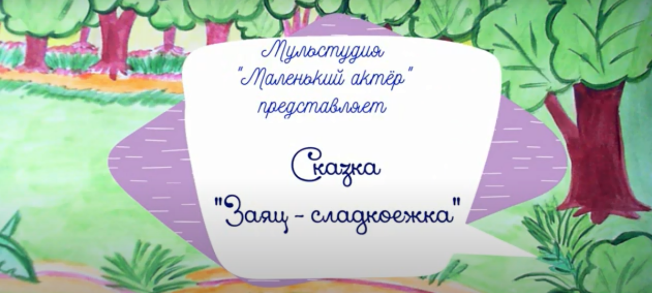 Мультстудия
"Маленький актёр"
представляет
Сказка
"Заяц - сладкоежка"